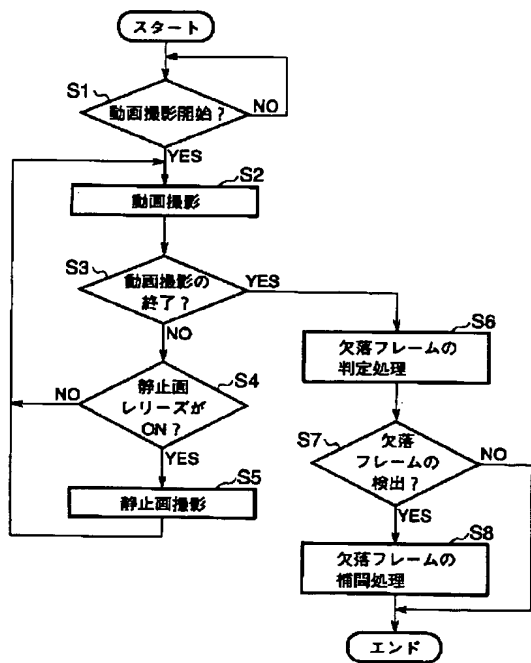 スタート
S1
動画撮影開始?
NO
YES
S2
動画撮影
S3
動画撮影の
終了?
YES
NO
S4
静止画
レリーズが
ON?
NO
YES
S5
静止画撮影
S6
欠落フレームの
判定処理
S7
欠落
フレームの
検出?
NO
YES
S8
欠落フレームの
補間処理
エンド